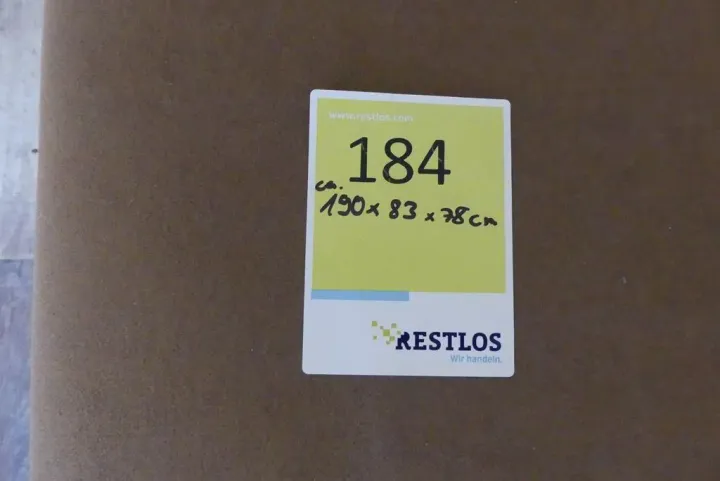 www.restlos.com
184
ca.
190 x 83 x 78 cm
RESTLOS
Wir handeln.